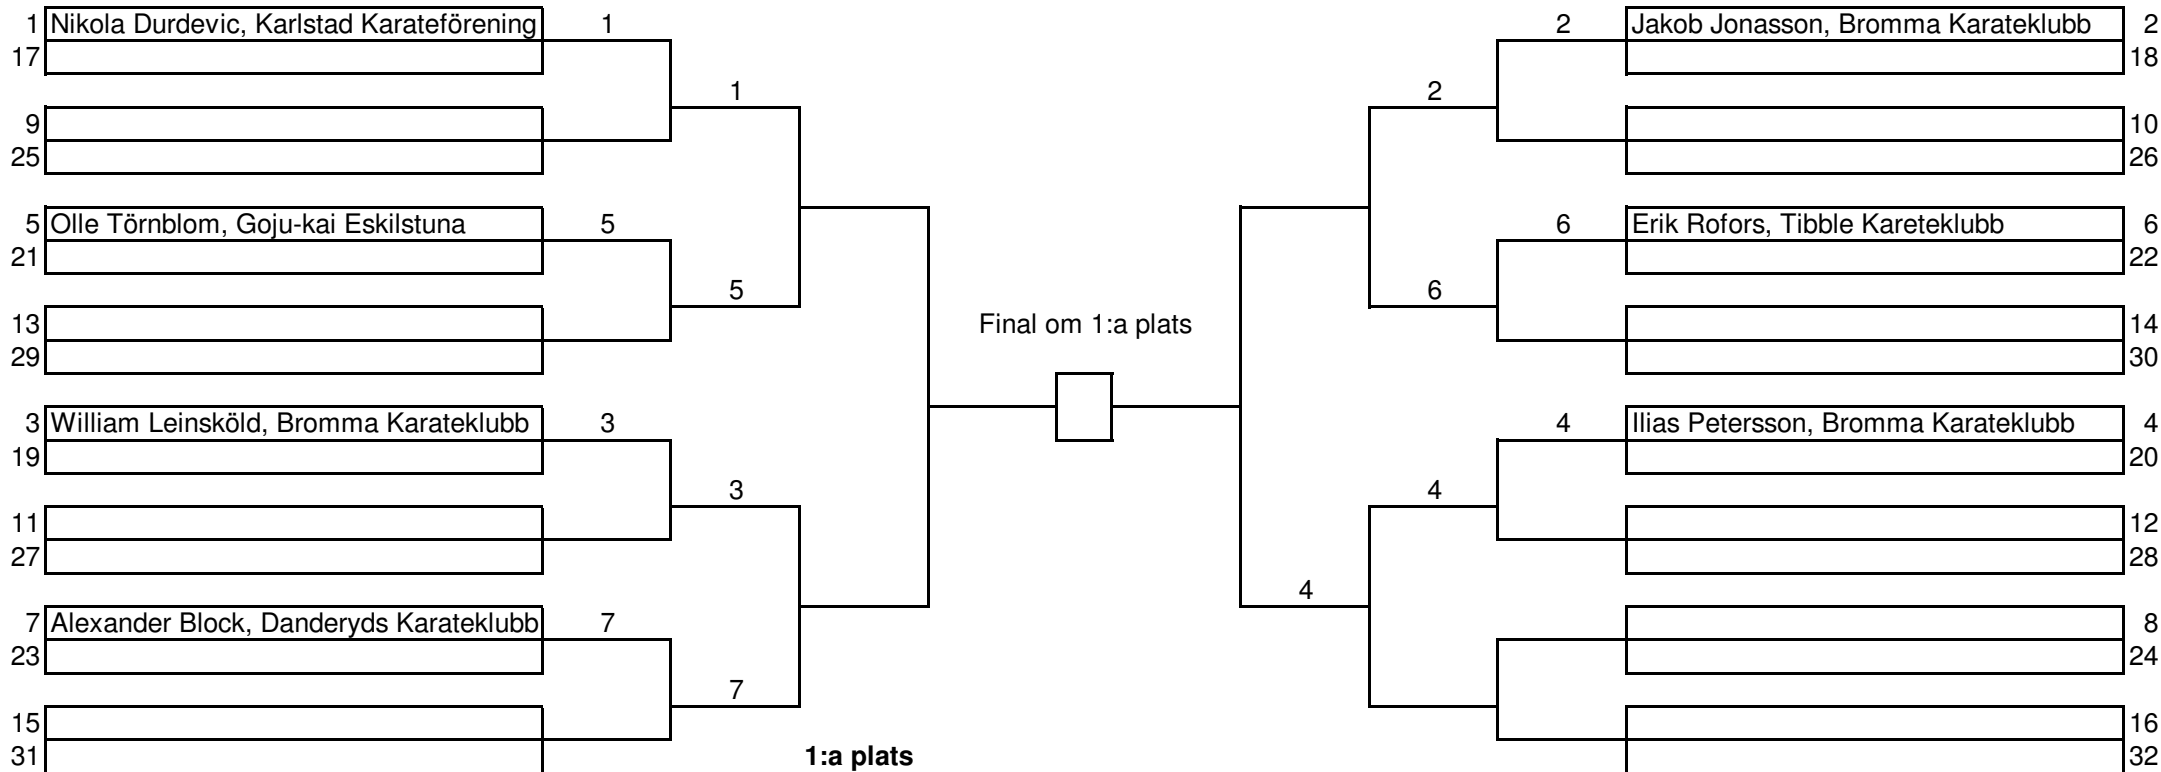 1 Nikola Durdevic, Karlstad Karateförening 1 2 Jakob Jonasson, Bromma Karateklubb 2
17 18
1 2
9 10
25 26
5 Olle Törnblom, Goju-kai Eskilstuna 5 6 Erik Rofors, Tibble Kareteklubb 6
21 22
5 6
13 Final om 1:a plats 14
29 30
3 William Leinsköld, Bromma Karateklubb 3 4 Ilias Petersson, Bromma Karateklubb 4
19 20
3 4
11 12
27 28
4
7 Alexander Block, Danderyds Karateklubb 7 8
23 24
7
15 16
31 1:a plats 32